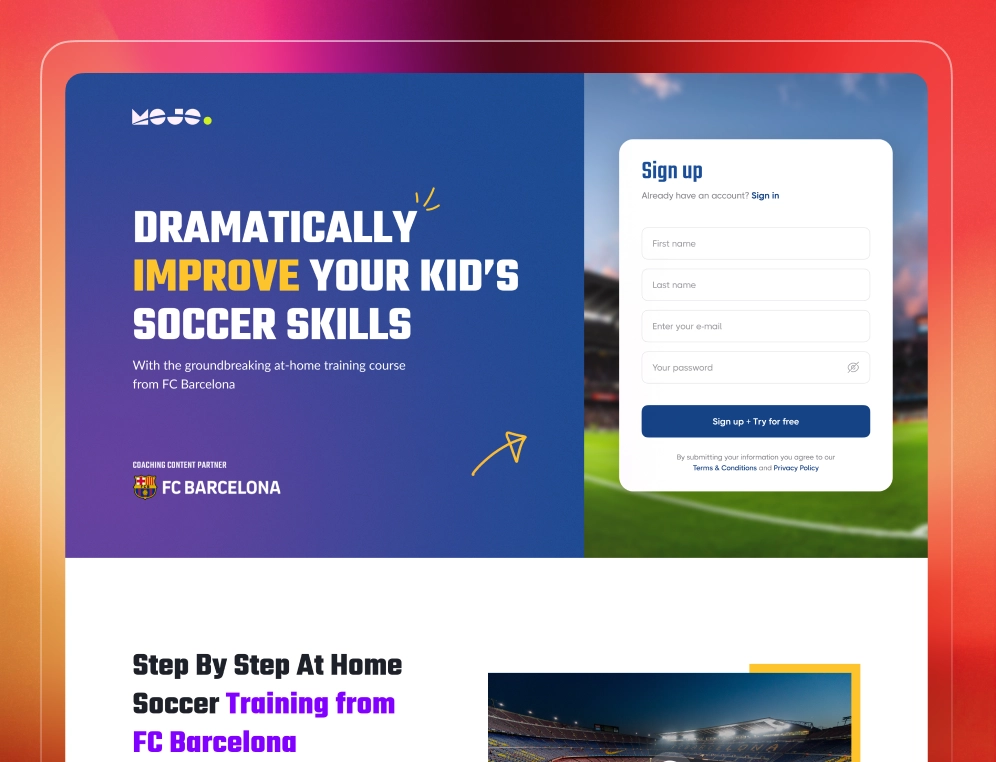 MOJO.
DRAMATICALLY
IMPROVE YOUR KID'S
SOCCER SKILLS
With the groundbreaking at-home training course
from FC Barcelona
COACHING CONTENT PARTNER
FC BARCELONA
Sign up
Already have an account? Sign in
First name
Last name
Enter your e-mail
Your password
Sign up + Try for free
By submitting your information you agree to our
Terms & Conditions and Privacy Policy
Step By Step At Home
Soccer Training from
FC Barcelona